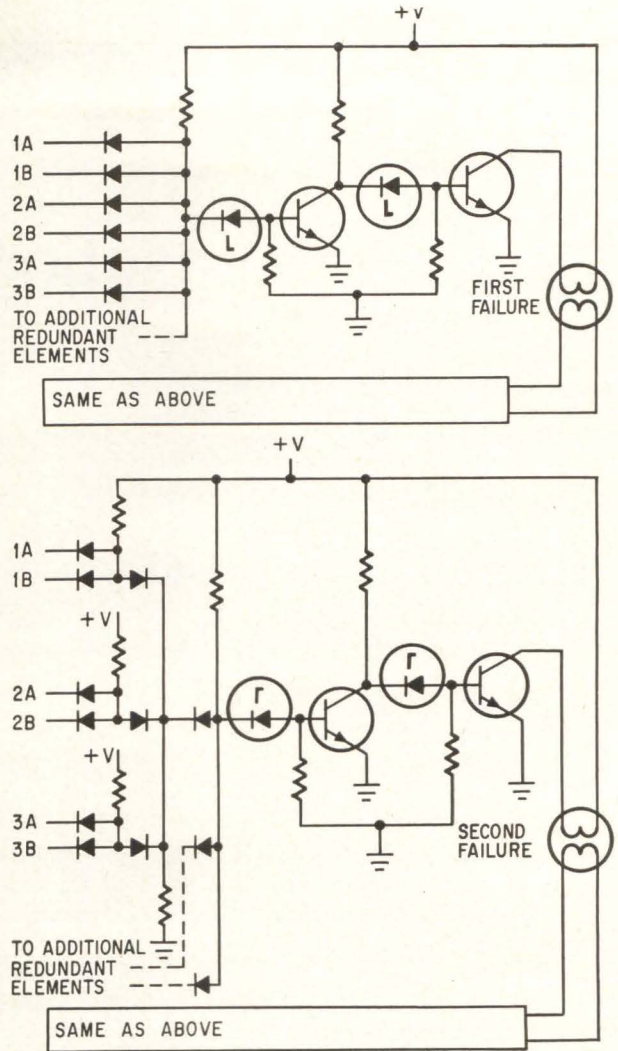 +V
1A
1B
2A
2B
3A
3B
L
L
FIRST
FAILURE
TO ADDITIONAL
REDUNDANT
ELEMENTS
SAME AS ABOVE
+V
1A
1B
+V
2A
2B
+V
3A
3B
Γ
Γ
SECOND
FAILURE
TO ADDITIONAL
REDUNDANT
ELEMENTS
SAME AS ABOVE